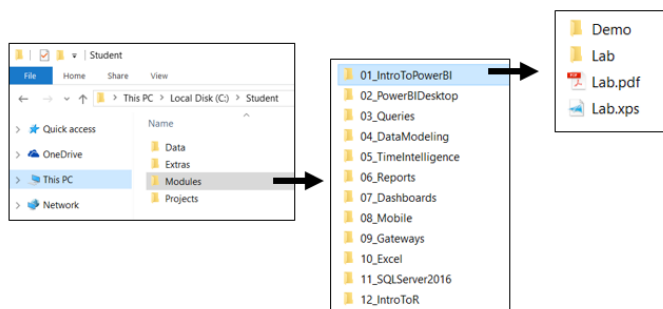 Student
File Home Share View
This PC > Local Disk (C:) > Student
Quick access
OneDrive
This PC
Network
Name
Data
Extras
Modules
Projects
01_IntroToPowerBI
02_PowerBIDesktop
03_Queries
04_DataModeling
05_TimeIntelligence
06_Reports
07_Dashboards
08_Mobile
09_Gateways
10_Excel
11_SQLServer2016
12_IntroToR
Demo
Lab
Lab.pdf
Lab.xps